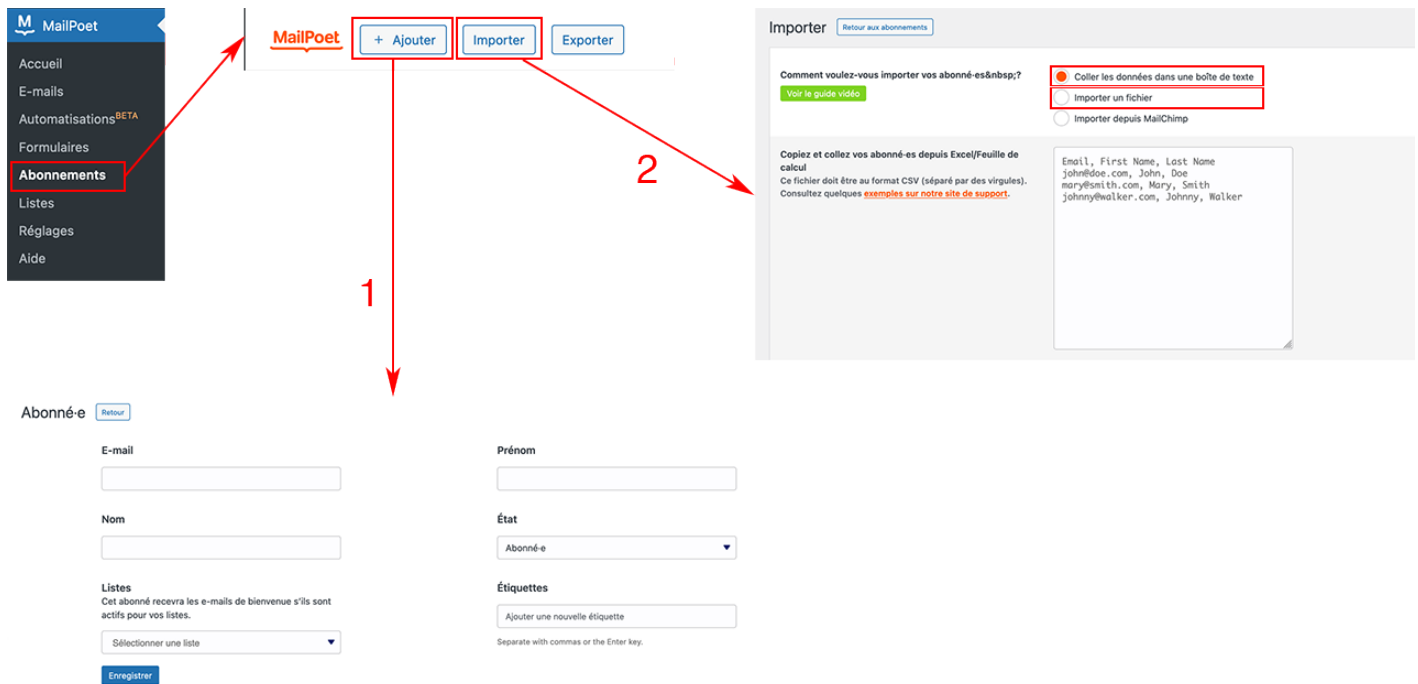 MailPoet
Accueil
E-mails
AutomatisationsBETA
Formulaires
Abonnements
Listes
Réglages
Aide
MailPoet + Ajouter Importer Exporter
1
2
Importer Retour aux abonnements
Comment voulez-vous importer vos abonné·es&nbsp;?
Voir le guide vidéo
Coller les données dans une boîte de texte
Importer un fichier
Importer depuis MailChimp
Copiez et collez vos abonné·es depuis Excel/Feuille de
calcul
Ce fichier doit être au format CSV (séparé par des virgules).
Consultez quelques exemples sur notre site de support.
Email, First Name, Last Name
john@doe.com, John, Doe
mary@smith.com, Mary, Smith
johnny@walker.com, Johnny, Walker
Abonné·e Retour
E-mail
Prénom
Nom
État
Abonné·e
Listes
Cet abonné recevra les e-mails de bienvenue s'ils sont
actifs pour vos listes.
Sélectionner une liste
Étiquettes
Ajouter une nouvelle étiquette
Separate with commas or the Enter key.
Enregistrer